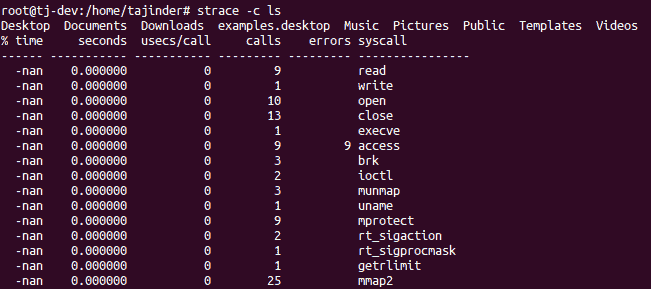 root@tj-dev:/home/tajinder# strace -c ls
Desktop  Documents  Downloads  examples.desktop  Music  Pictures  Public  Templates  Videos
% time     seconds  usecs/call     calls    errors syscall
------ ----------- ----------- --------- --------- ----------------
  -nan    0.000000           0         9           read
  -nan    0.000000           0         1           write
  -nan    0.000000           0        10           open
  -nan    0.000000           0        13           close
  -nan    0.000000           0         1           execve
  -nan    0.000000           0         9         9 access
  -nan    0.000000           0         3           brk
  -nan    0.000000           0         2           ioctl
  -nan    0.000000           0         3           munmap
  -nan    0.000000           0         1           uname
  -nan    0.000000           0         9           mprotect
  -nan    0.000000           0         2           rt_sigaction
  -nan    0.000000           0         1           rt_sigprocmask
  -nan    0.000000           0         1           getrlimit
  -nan    0.000000           0        25           mmap2